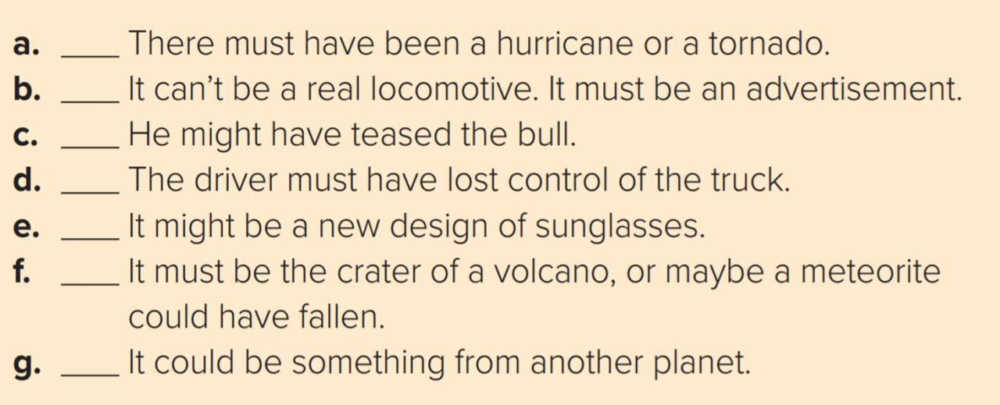 a. ____ There must have been a hurricane or a tornado.
b. ____ It can’t be a real locomotive. It must be an advertisement.
c. ____ He might have teased the bull.
d. ____ The driver must have lost control of the truck.
e. ____ It might be a new design of sunglasses.
f. ____ It must be the crater of a volcano, or maybe a meteorite
could have fallen.
g. ____ It could be something from another planet.